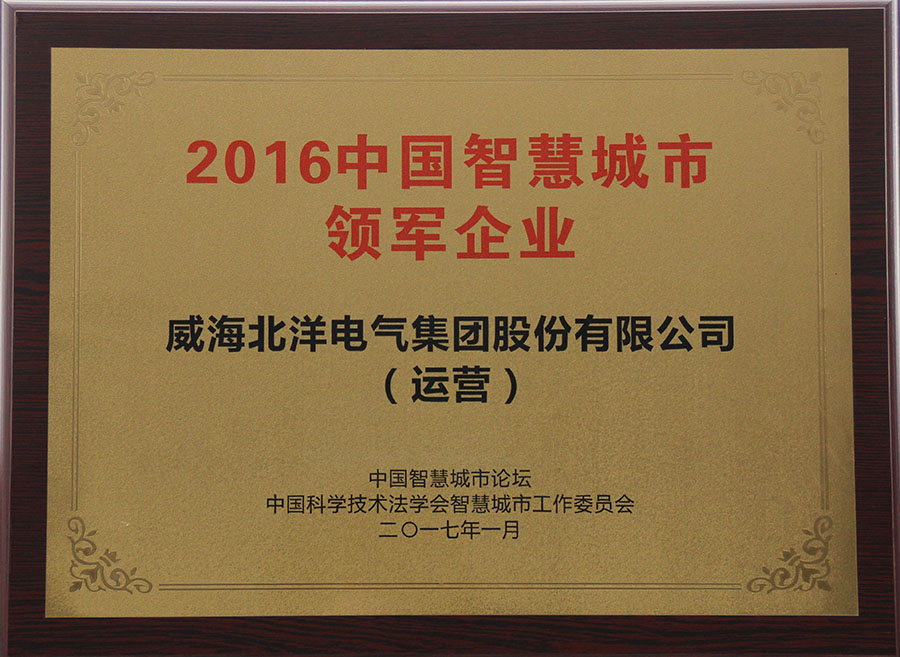 2016中国智慧城市
领军企业
威海北洋电气集团股份有限公司
（运营）
中国智慧城市论坛
中国科学技术法学会智慧城市工作委员会
二〇一七年一月